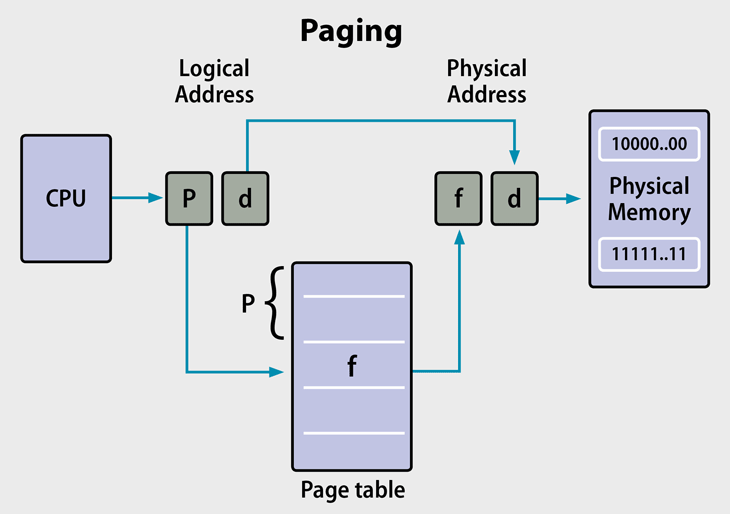 Paging
Logical
Address
Physical
Address
CPU
P
d
f
d
10000..00
Physical
Memory
11111..11
P
f
Page table